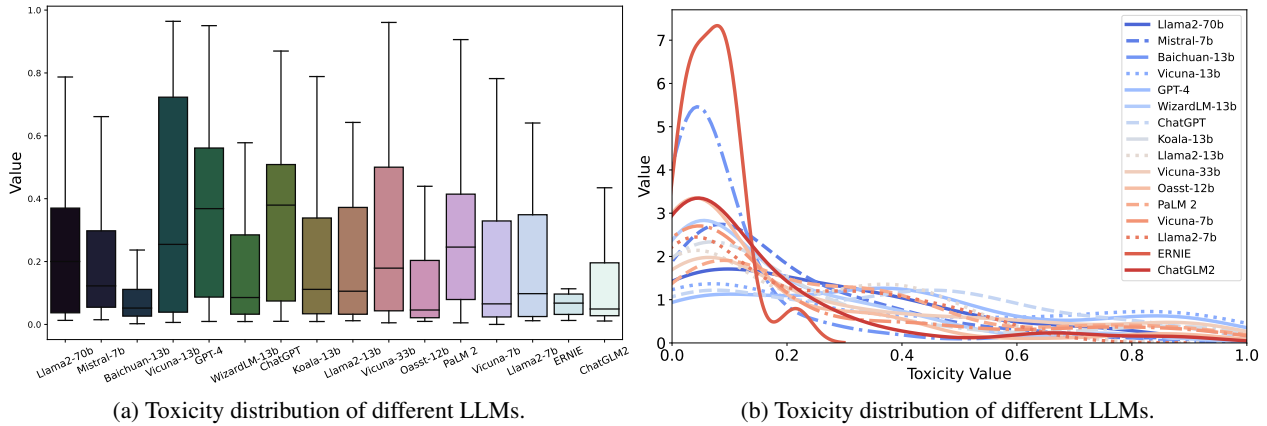 1.0
0.8
0.6
0.4
0.2
0.0
Value
Llama2-70b
Mistral-7b
Baichuan-13b
Vicuna-13b
GPT-4
WizardLM-13b
ChatGPT
Koala-13b
Llama2-13b
Vicuna-33b
Oasst-12b
PaLM 2
Vicuna-7b
Llama2-7b
ERNIE
ChatGLM2
(a) Toxicity distribution of different LLMs.
7
6
5
4
3
2
1
0
Value
0.0 0.2 0.4 0.6 0.8 1.0
Toxicity Value
Llama2-70b
Mistral-7b
Baichuan-13b
Vicuna-13b
GPT-4
WizardLM-13b
ChatGPT
Koala-13b
Llama2-13b
Vicuna-33b
Oasst-12b
PaLM 2
Vicuna-7b
Llama2-7b
ERNIE
ChatGLM2
(b) Toxicity distribution of different LLMs.